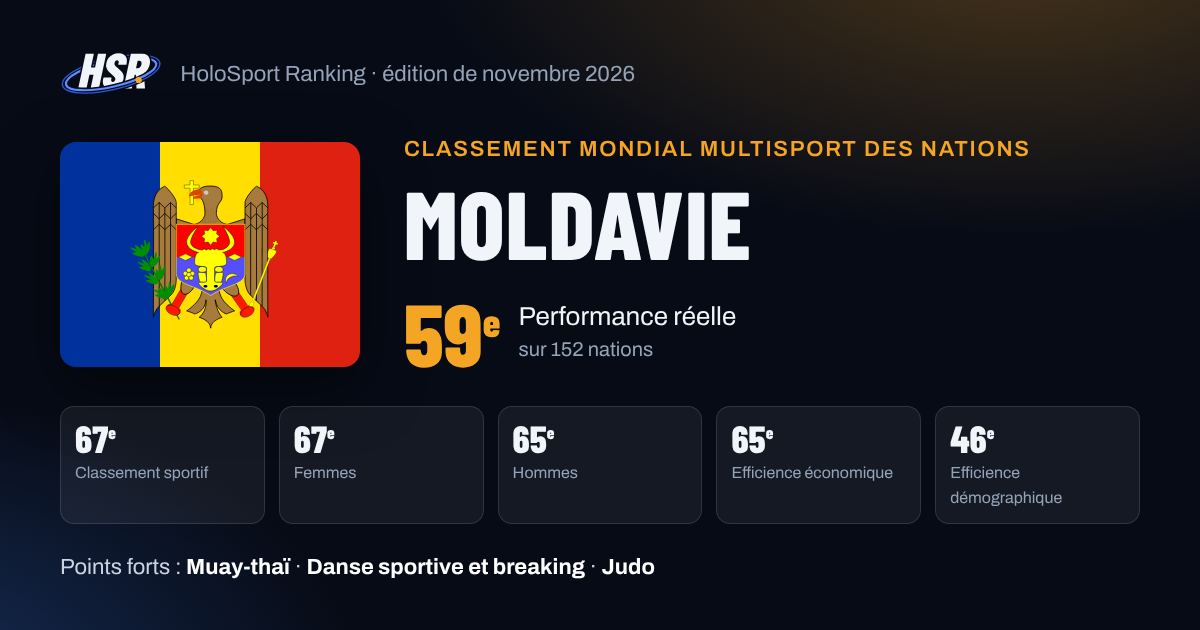 HSR
HoloSport Ranking · édition de novembre 2026
CLASSEMENT MONDIAL MULTISPORT DES NATIONS
MOLDAVIE
59e
Performance réelle
sur 152 nations
67e
Classement sportif
67e
Femmes
65e
Hommes
65e
Efficience économique
46e
Efficience
démographique
Points forts : Muay-thaï · Danse sportive et breaking · Judo